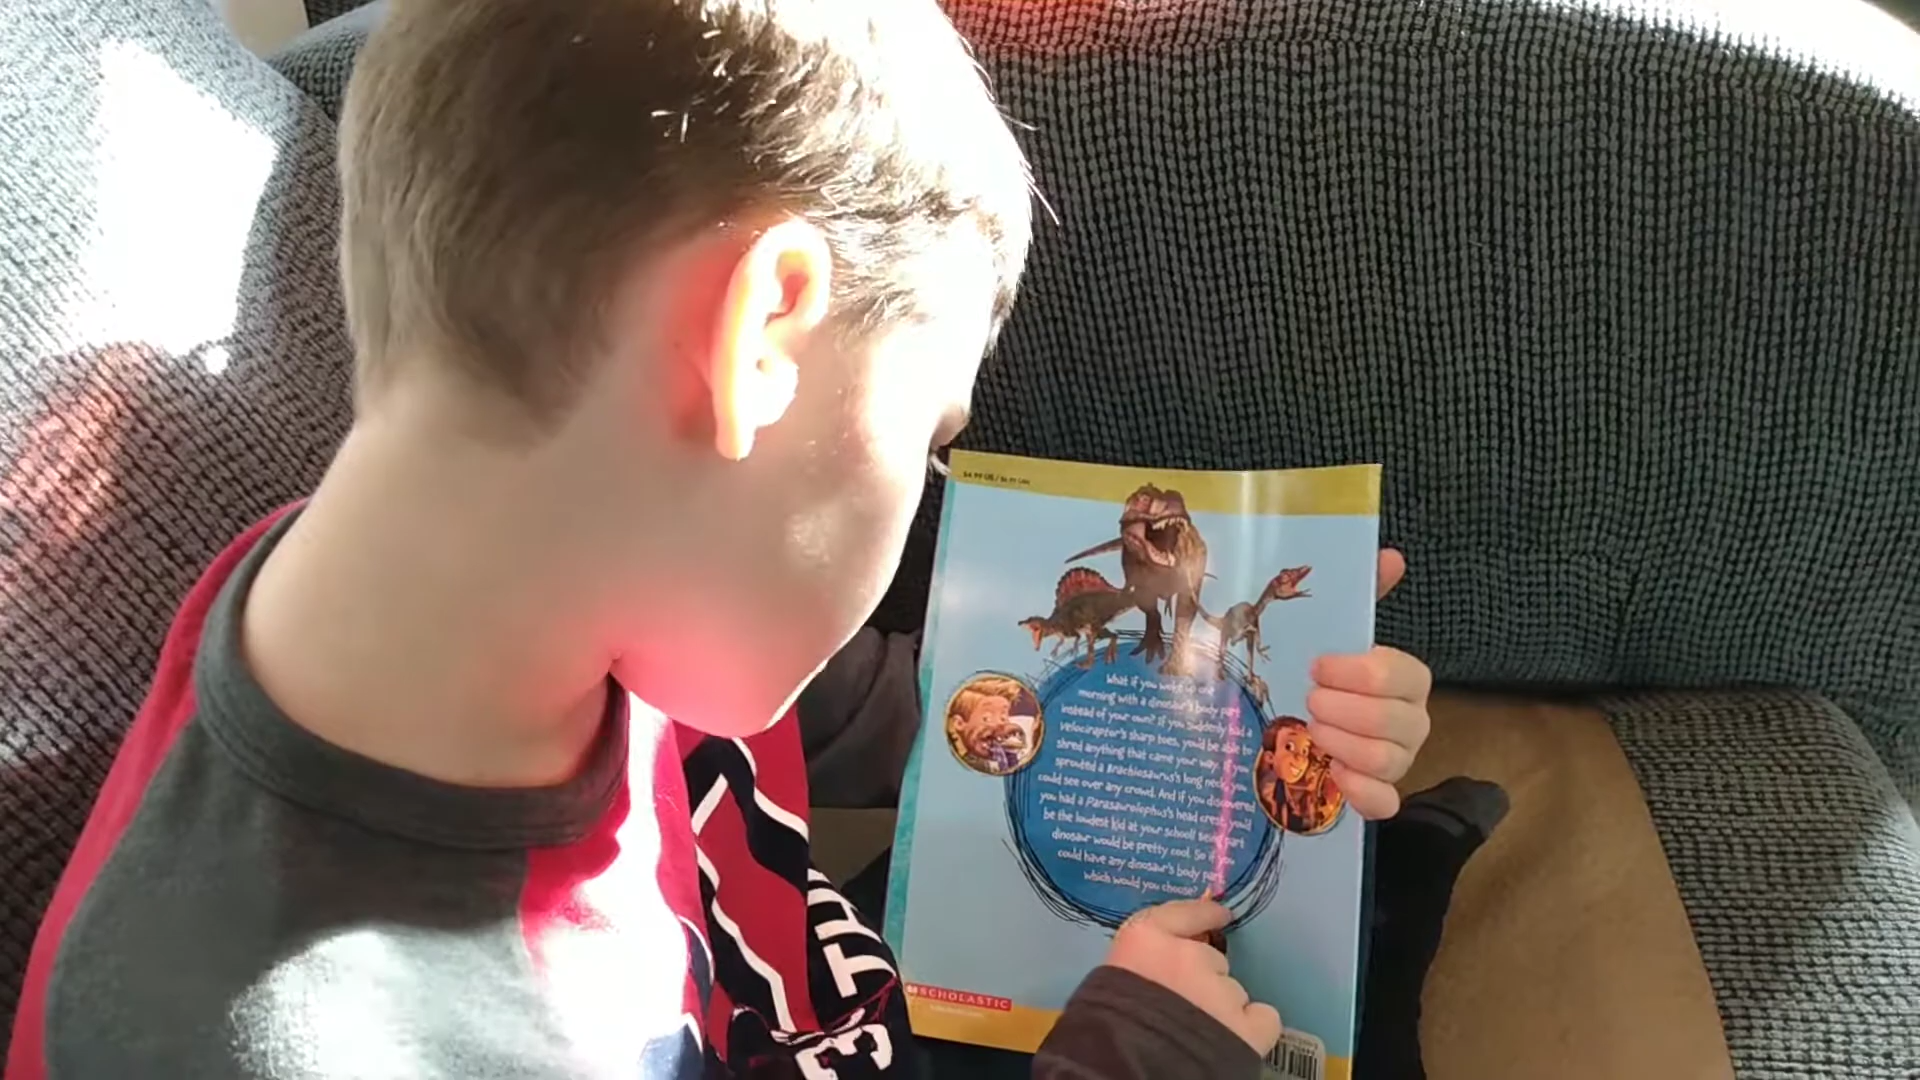 $4.99 US /
What if you woke up one
morning with a dinosaur's body part
instead of your own? If you suddenly had a
Velociraptor's sharp toes, you'd be able to
shred anything that came your way. If you
sprouted a Brachiosaurus's long neck, you
could see over any crowd. And if you discovered
you had a Parasaurolophus's head crest, you'd
be the loudest kid at your school! Being part
dinosaur would be pretty cool. So if you
could have any dinosaur's body part,
which would you choose?
SCHOLASTIC